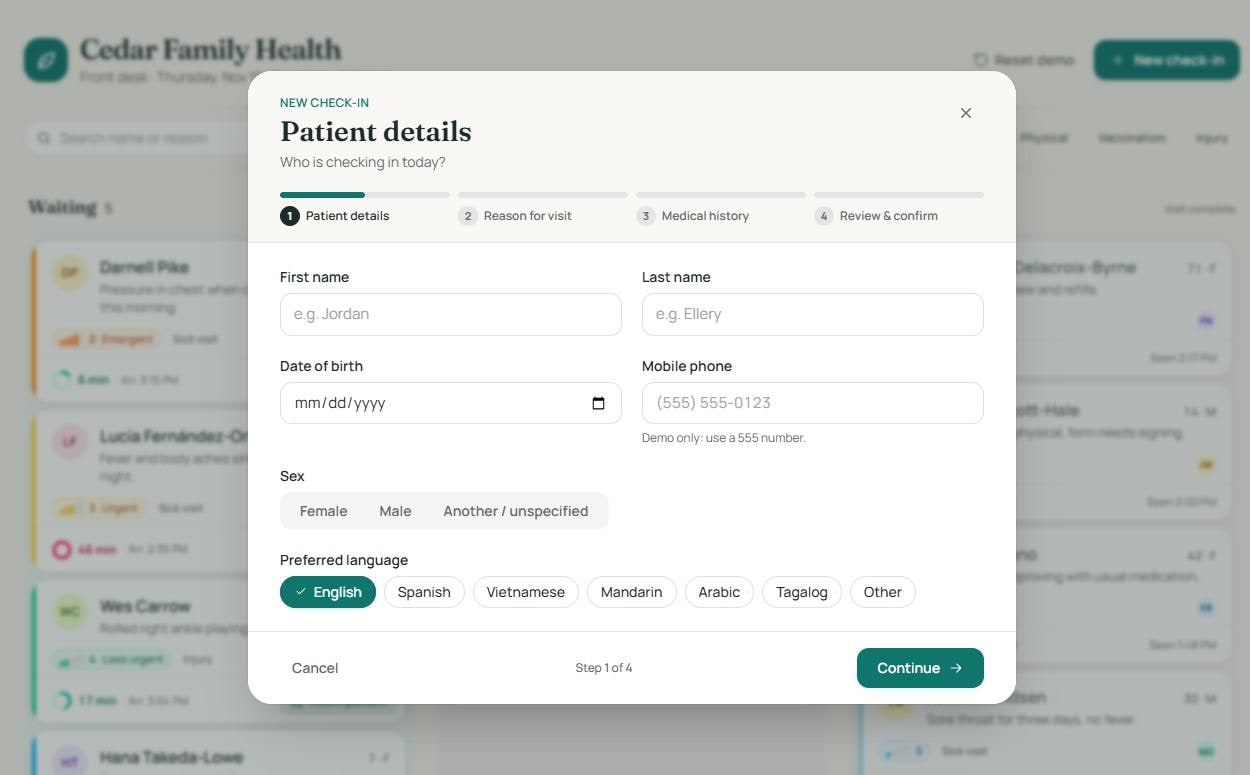 Cedar Family Health
Front desk · Thursday, Nov
Reset demo
New check-in
Search name or reason
Physical
Vaccination
Injury
NEW CHECK-IN
Patient details
Who is checking in today?
1 Patient details
2 Reason for visit
3 Medical history
4 Review & confirm
First name
Last name
e.g. Jordan
e.g. Ellery
Date of birth
Mobile phone
mm/dd/yyyy
(555) 555-0123
Demo only: use a 555 number.
Sex
Female
Male
Another / unspecified
Preferred language
English
Spanish
Vietnamese
Mandarin
Arabic
Tagalog
Other
Cancel
Step 1 of 4
Continue
Waiting 5
DP
Darnell Pike
Pressure in chest when
this morning.
2 · Emergent
Sick visit
6 min
Arr. 3:15 PM
LF
Lucía Fernández-Or
Fever and body aches
night.
3 · Urgent
Sick visit
46 min
Arr. 2:35 PM
WC
Wes Carrow
Rolled right ankle playing
4 · Less urgent
Injury
17 min
Arr. 3:04 PM
HT
Hana Takeda-Lowe
7 · F
Visit complete
Delacroix-Byrne
71 · F
and refills.
PN
Seen 2:17 PM
ott-Hale
14 · M
physical, form needs signing.
Seen 2:00 PM
42 · F
with usual medication.
Seen 1:48 PM
dsen
30 · M
Sore throat for three days, no fever.
5
Sick visit